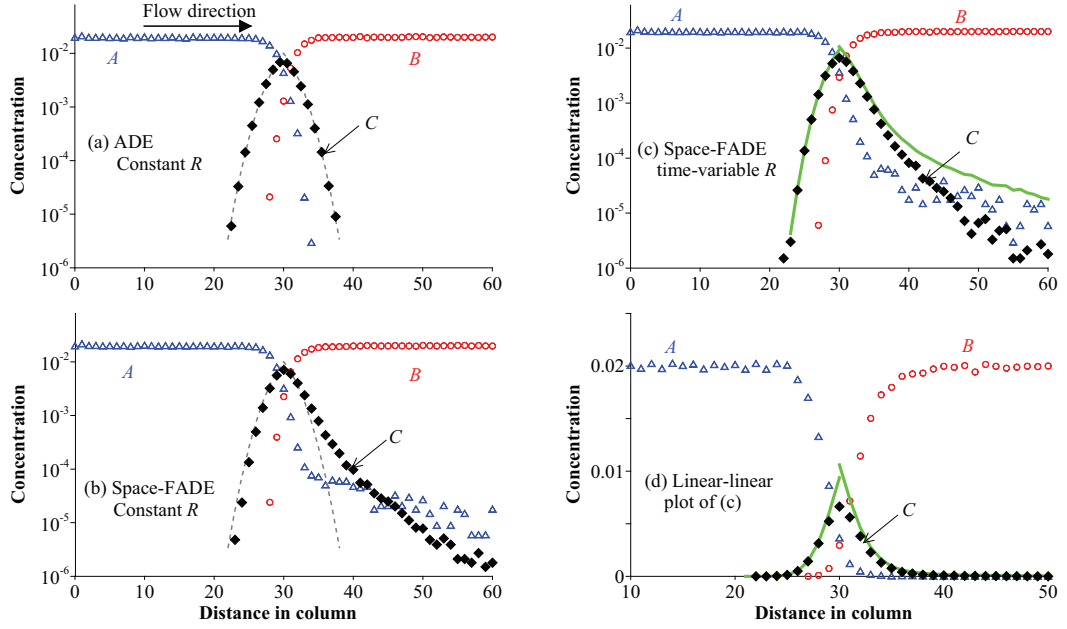 Flow direction
Concentration
10⁻² 10⁻³ 10⁻⁴ 10⁻⁵ 10⁻⁶
A
B
C
(a) ADE
Constant R
0 10 20 30 40 50 60
Concentration
10⁻² 10⁻³ 10⁻⁴ 10⁻⁵ 10⁻⁶
A
B
C
(c) Space-FADE
time-variable R
0 10 20 30 40 50 60
Concentration
10⁻² 10⁻³ 10⁻⁴ 10⁻⁵ 10⁻⁶
A
B
C
(b) Space-FADE
Constant R
0 10 20 30 40 50 60
Distance in column
Concentration
0.02 0.01 0
A
B
C
(d) Linear-linear
plot of (c)
10 20 30 40 50
Distance in column